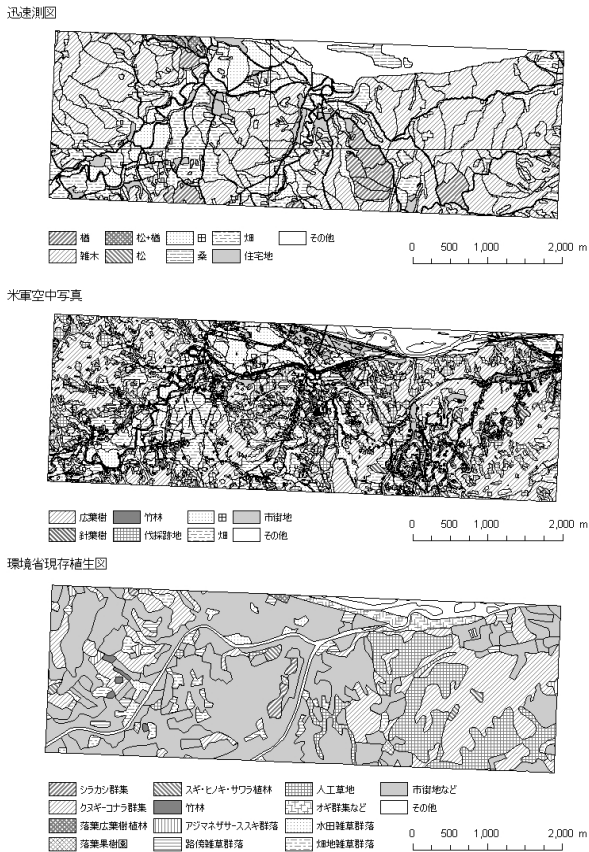 迅速測図
楢 松+楢 田 畑 その他
雑木 松 桑 住宅地
0 500 1,000 2,000 m
米軍空中写真
広葉樹 竹林 田 市街地
針葉樹 伐採跡地 畑 その他
0 500 1,000 2,000 m
環境省現存植生図
シラカシ群集 スギ・ヒノキ・サワラ植林 人工草地 市街地など
クヌギーコナラ群集 竹林 オギ群集など その他
落葉広葉樹植林 アジマネザサーススキ群落 水田雑草群落
落葉果樹園 路傍雑草群落 畑地雑草群落
0 500 1,000 2,000 m